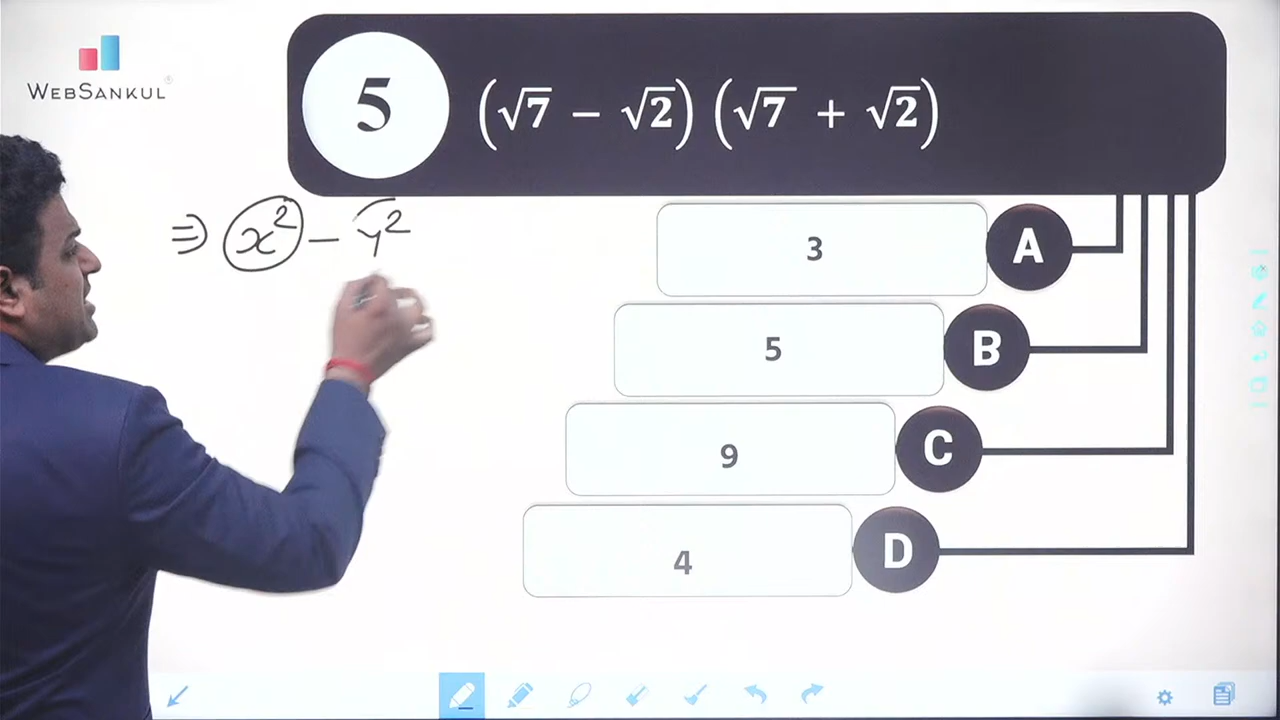 WEBSANKUL
5 (√7 − √2) (√7 + √2)
⇒ x² − y²
3 A
5 B
9 C
4 D